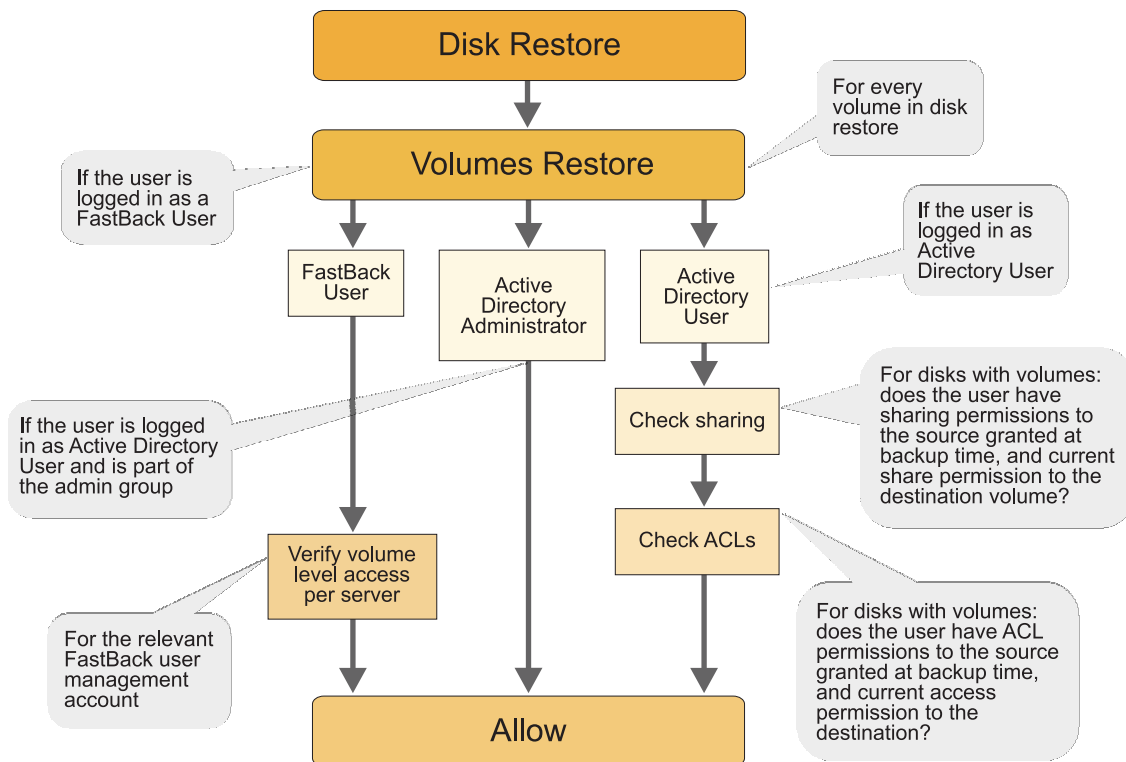 Disk Restore
For every
volume in disk
restore
Volumes Restore
If the user is
logged in as a
FastBack User
If the user is
logged in as
Active
Directory User
FastBack
User
Active
Directory
Administrator
Active
Directory
User
Check sharing
For disks with volumes:
does the user have
sharing permissions to
the source granted at
backup time, and current
share permission to the
destination volume?
If the user is logged
in as Active Directory
User and is part of
the admin group
Check ACLs
Verify volume
level access
per server
For the relevant
FastBack user
management
account
For disks with volumes:
does the user have ACL
permissions to the source
granted at backup time,
and current access
permission to the
destination?
Allow